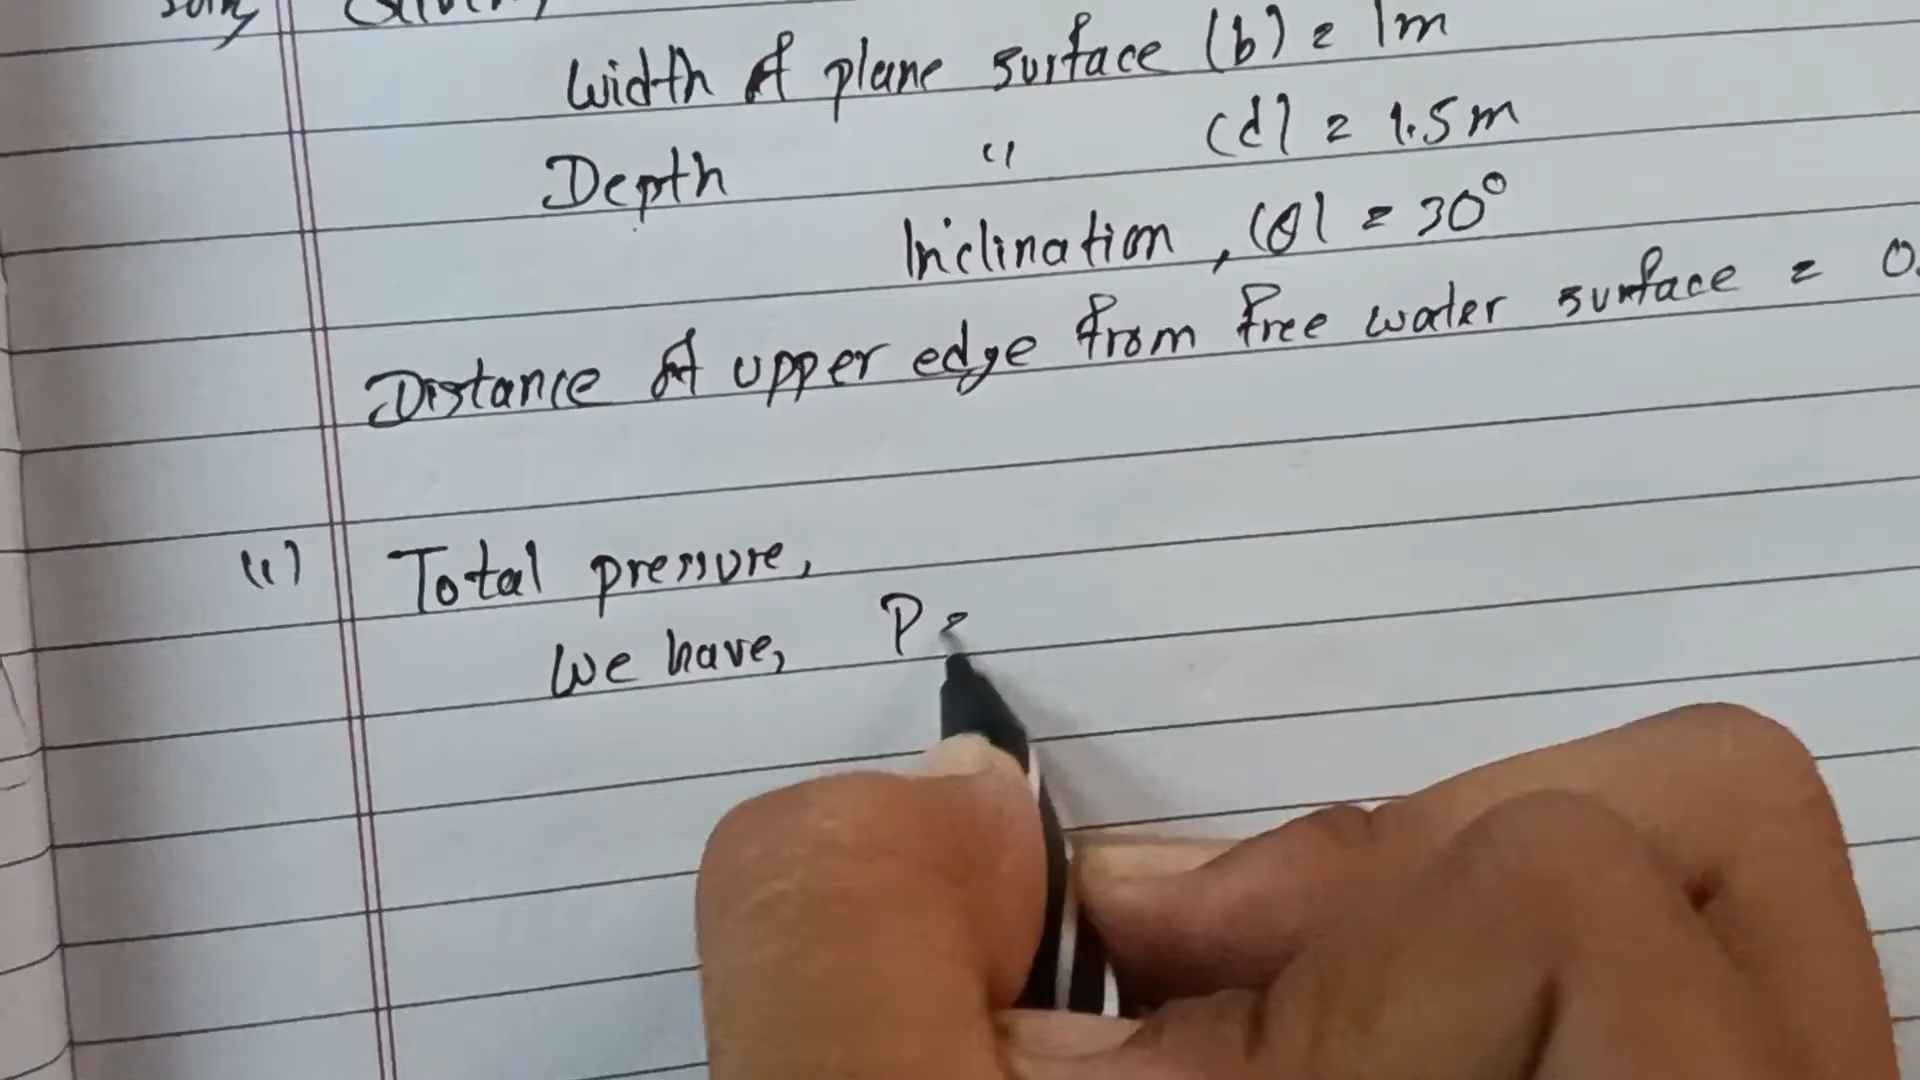 Width of plane surface (b) = 1m
Depth " (d) = 1.5m
Inclination, (θ) = 30°
Distance of upper edge from free water surface = 0.
(i) Total pressure,
We have, P =